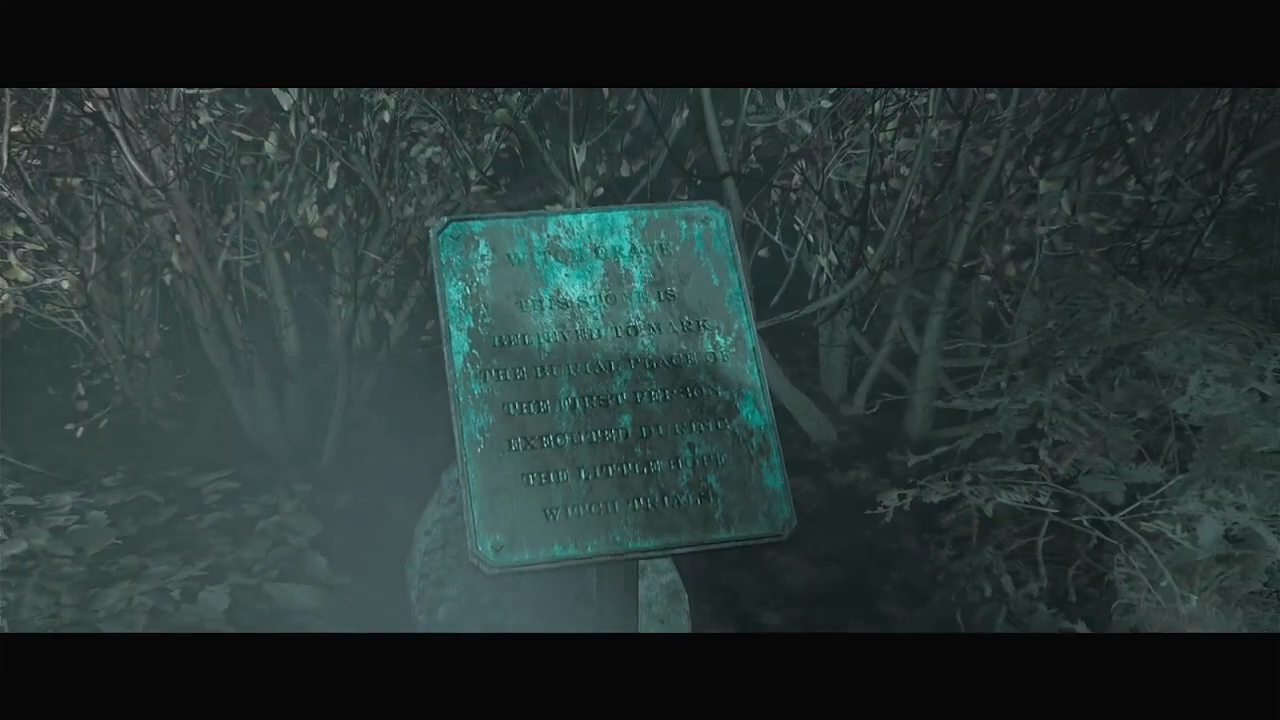 WITCH GRAVE
THIS STONE IS
BELIEVED TO MARK
THE BURIAL PLACE OF
THE FIRST PERSON
EXECUTED DURING
THE LITTLE HOPE
WITCH TRIALS